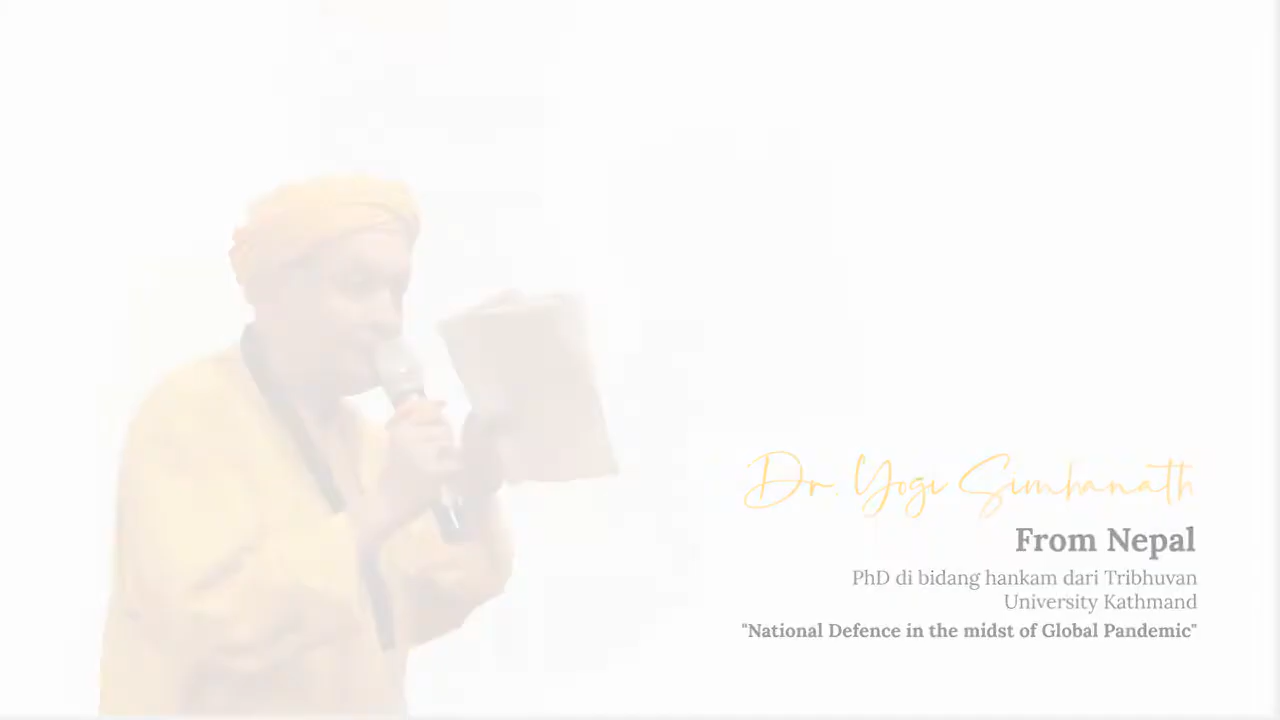 Dr. Yogi Simhanath
From Nepal
PhD di bidang hankam dari Tribhuvan
University Kathmand
"National Defence in the midst of Global Pandemic"